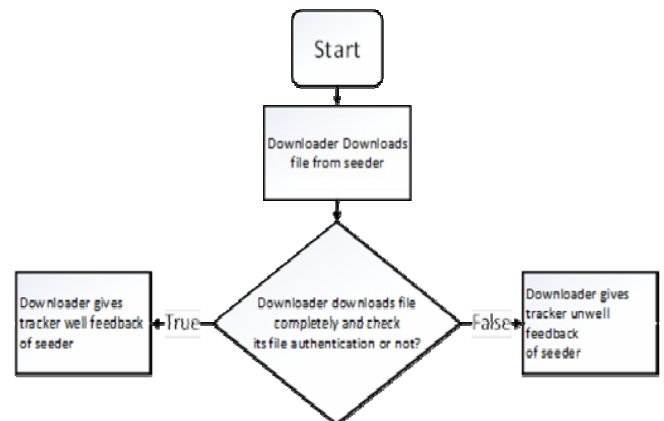 Start
Downloader Downloads
file from seeder
Downloader downloads file
completely and check
its file authentication or not?
True
False
Downloader gives
tracker well feedback
of seeder
Downloader gives
tracker unwell
feedback
of seeder